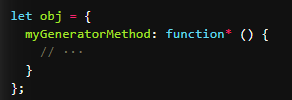 let obj = {
  myGeneratorMethod: function* () {
    // ···
  }
};